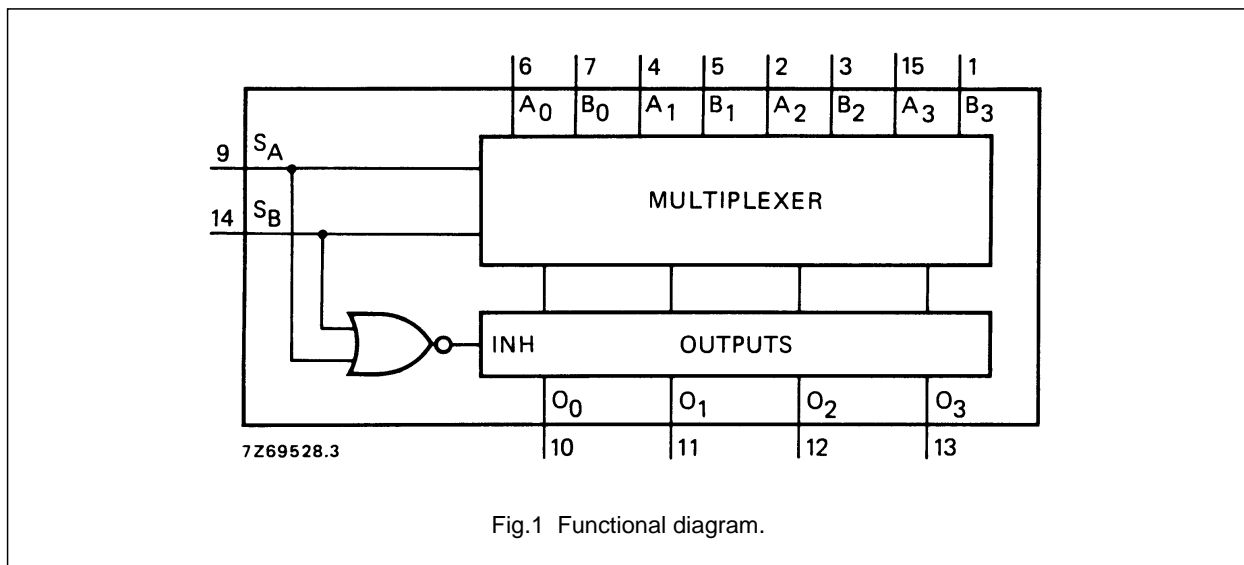 6 7 4 5 2 3 15 1
A0 B0 A1 B1 A2 B2 A3 B3
9 SA
MULTIPLEXER
14 SB
INH OUTPUTS
O0 O1 O2 O3
7Z69528.3
10 11 12 13
Fig.1 Functional diagram.